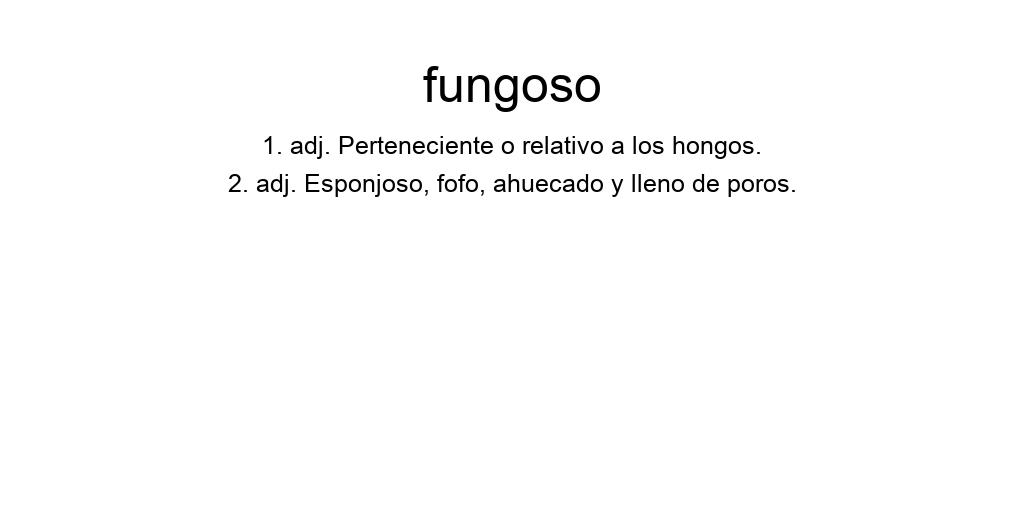 fungoso
1. adj. Perteneciente o relativo a los hongos.
2. adj. Esponjoso, fofo, ahuecado y lleno de poros.